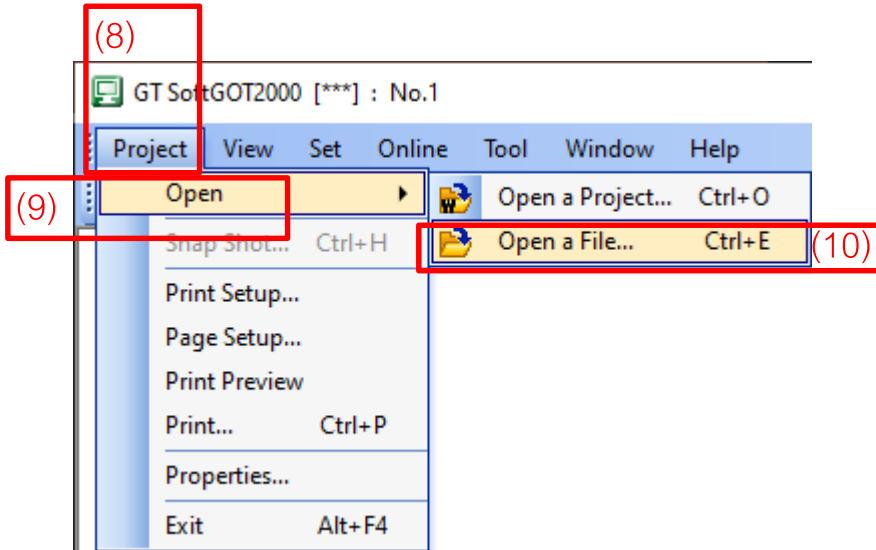 (8)
GT SoftGOT2000 [***] : No.1
Project View Set Online Tool Window Help
(9) Open Open a Project... Ctrl+O
Snap Shot... Ctrl+H Open a File... Ctrl+E (10)
Print Setup...
Page Setup...
Print Preview
Print... Ctrl+P
Properties...
Exit Alt+F4